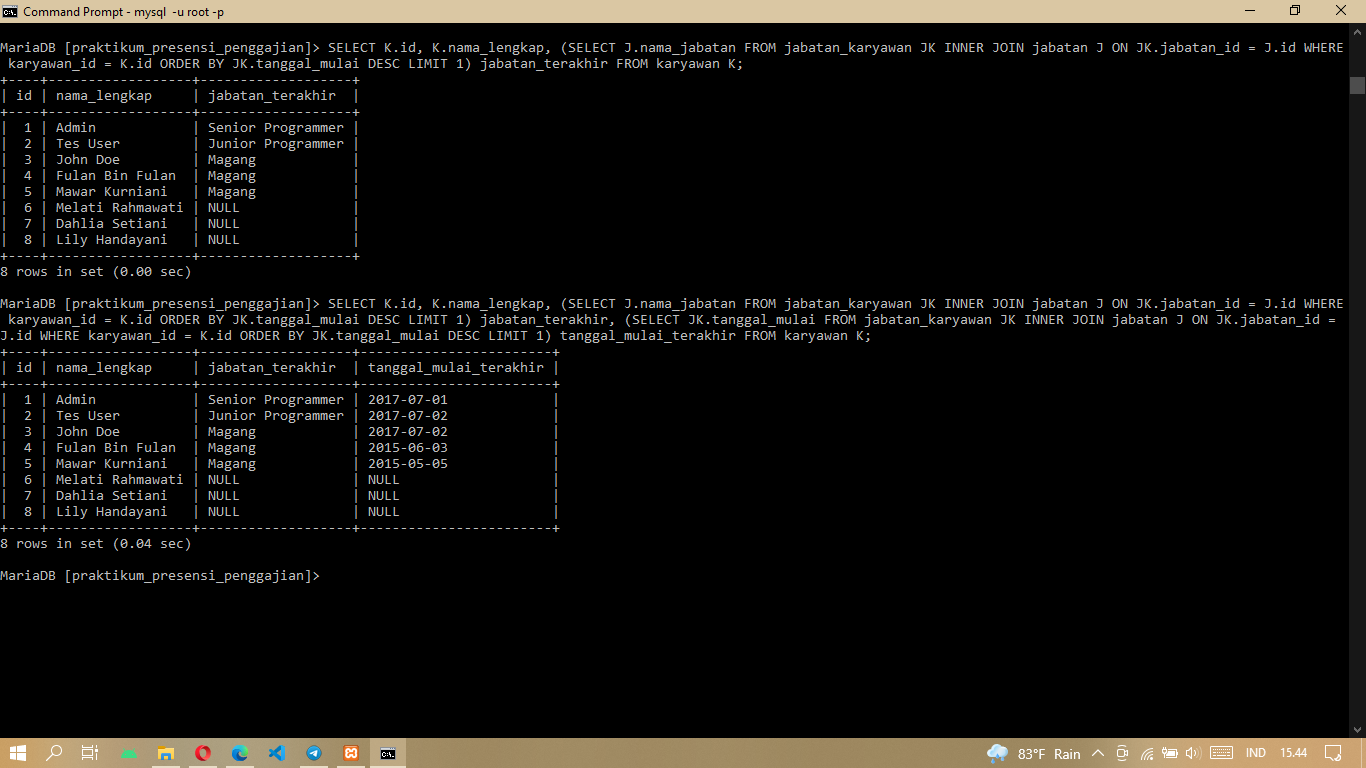 Command Prompt - mysql -u root -p
MariaDB [praktikum_presensi_penggajian]> SELECT K.id, K.nama_lengkap, (SELECT J.nama_jabatan FROM jabatan_karyawan JK INNER JOIN jabatan J ON JK.jabatan_id = J.id WHERE
karyawan_id = K.id ORDER BY JK.tanggal_mulai DESC LIMIT 1) jabatan_terakhir FROM karyawan K;
+----+------------------+-------------------+
| id | nama_lengkap     | jabatan_terakhir  |
+----+------------------+-------------------+
|  1 | Admin            | Senior Programmer |
|  2 | Tes User         | Junior Programmer |
|  3 | John Doe         | Magang            |
|  4 | Fulan Bin Fulan  | Magang            |
|  5 | Mawar Kurniani   | Magang            |
|  6 | Melati Rahmawati | NULL              |
|  7 | Dahlia Setiani   | NULL              |
|  8 | Lily Handayani   | NULL              |
+----+------------------+-------------------+
8 rows in set (0.00 sec)
MariaDB [praktikum_presensi_penggajian]> SELECT K.id, K.nama_lengkap, (SELECT J.nama_jabatan FROM jabatan_karyawan JK INNER JOIN jabatan J ON JK.jabatan_id = J.id WHERE
karyawan_id = K.id ORDER BY JK.tanggal_mulai DESC LIMIT 1) jabatan_terakhir, (SELECT JK.tanggal_mulai FROM jabatan_karyawan JK INNER JOIN jabatan J ON JK.jabatan_id =
J.id WHERE karyawan_id = K.id ORDER BY JK.tanggal_mulai DESC LIMIT 1) tanggal_mulai_terakhir FROM karyawan K;
+----+------------------+-------------------+------------------------+
| id | nama_lengkap     | jabatan_terakhir  | tanggal_mulai_terakhir |
+----+------------------+-------------------+------------------------+
|  1 | Admin            | Senior Programmer | 2017-07-01             |
|  2 | Tes User         | Junior Programmer | 2017-07-02             |
|  3 | John Doe         | Magang            | 2017-07-02             |
|  4 | Fulan Bin Fulan  | Magang            | 2015-06-03             |
|  5 | Mawar Kurniani   | Magang            | 2015-05-05             |
|  6 | Melati Rahmawati | NULL              | NULL                   |
|  7 | Dahlia Setiani   | NULL              | NULL                   |
|  8 | Lily Handayani   | NULL              | NULL                   |
+----+------------------+-------------------+------------------------+
8 rows in set (0.04 sec)
MariaDB [praktikum_presensi_penggajian]>
83°F Rain IND 15.44